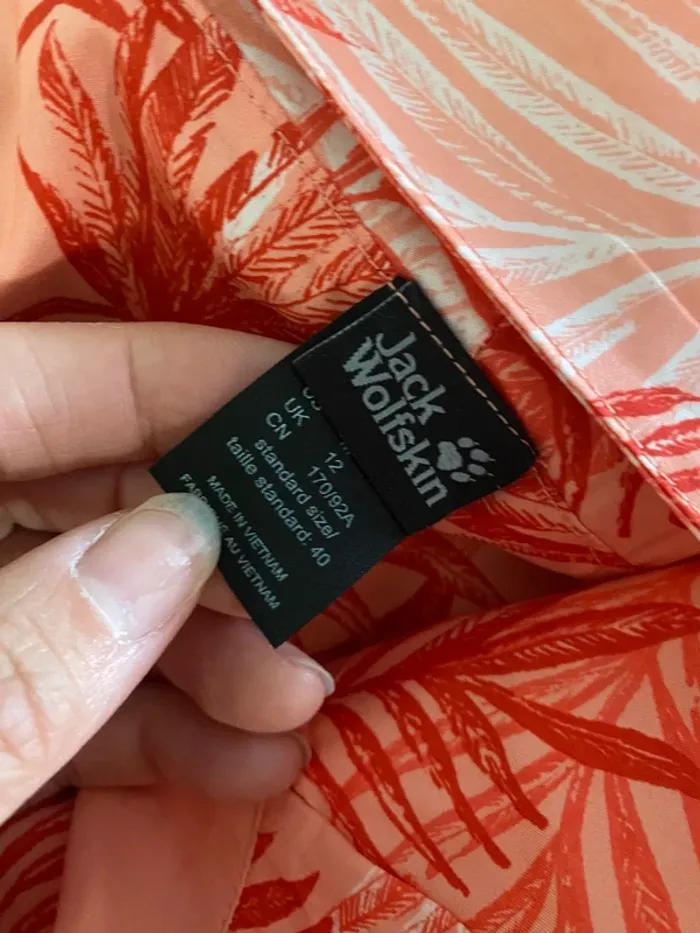 Jack
Wolfskin
UK 12
CN 170/92A
standard size/
taille standard: 40
MADE IN VIETNAM
AU VIETNAM